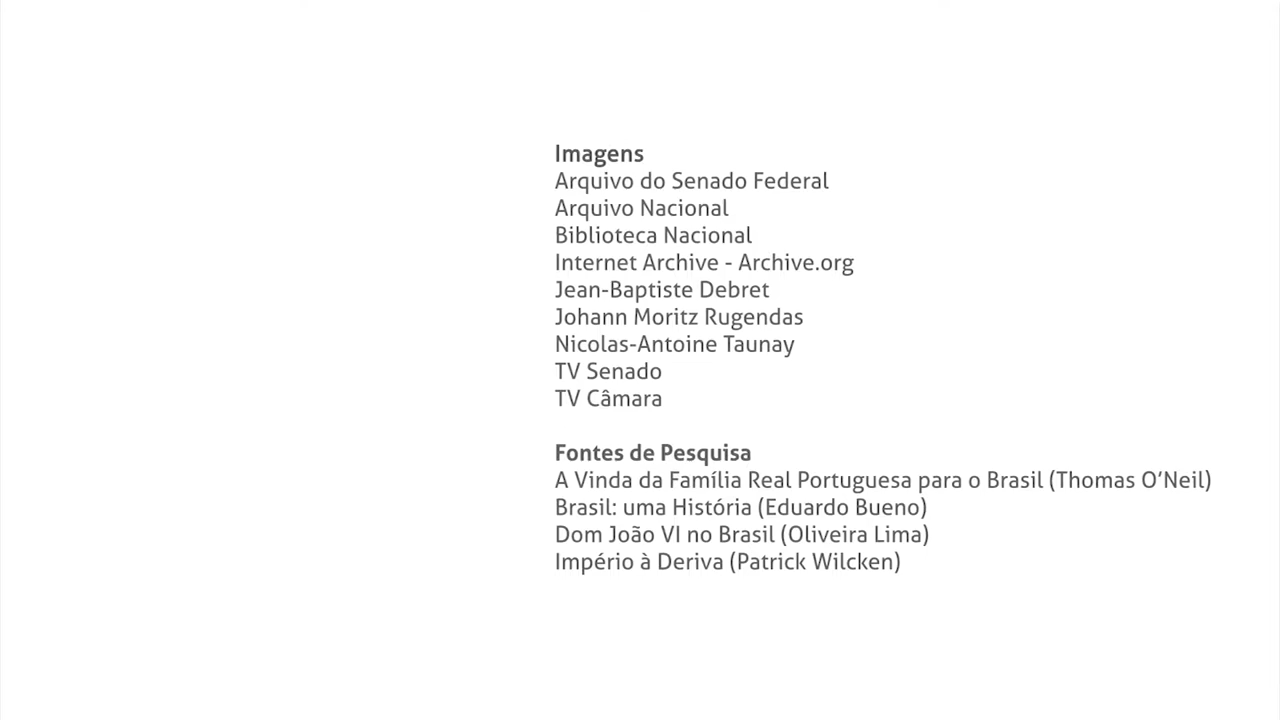 Imagens
Arquivo do Senado Federal
Arquivo Nacional
Biblioteca Nacional
Internet Archive - Archive.org
Jean-Baptiste Debret
Johann Moritz Rugendas
Nicolas-Antoine Taunay
TV Senado
TV Câmara
Fontes de Pesquisa
A Vinda da Família Real Portuguesa para o Brasil (Thomas O’Neil)
Brasil: uma História (Eduardo Bueno)
Dom João VI no Brasil (Oliveira Lima)
Império à Deriva (Patrick Wilcken)